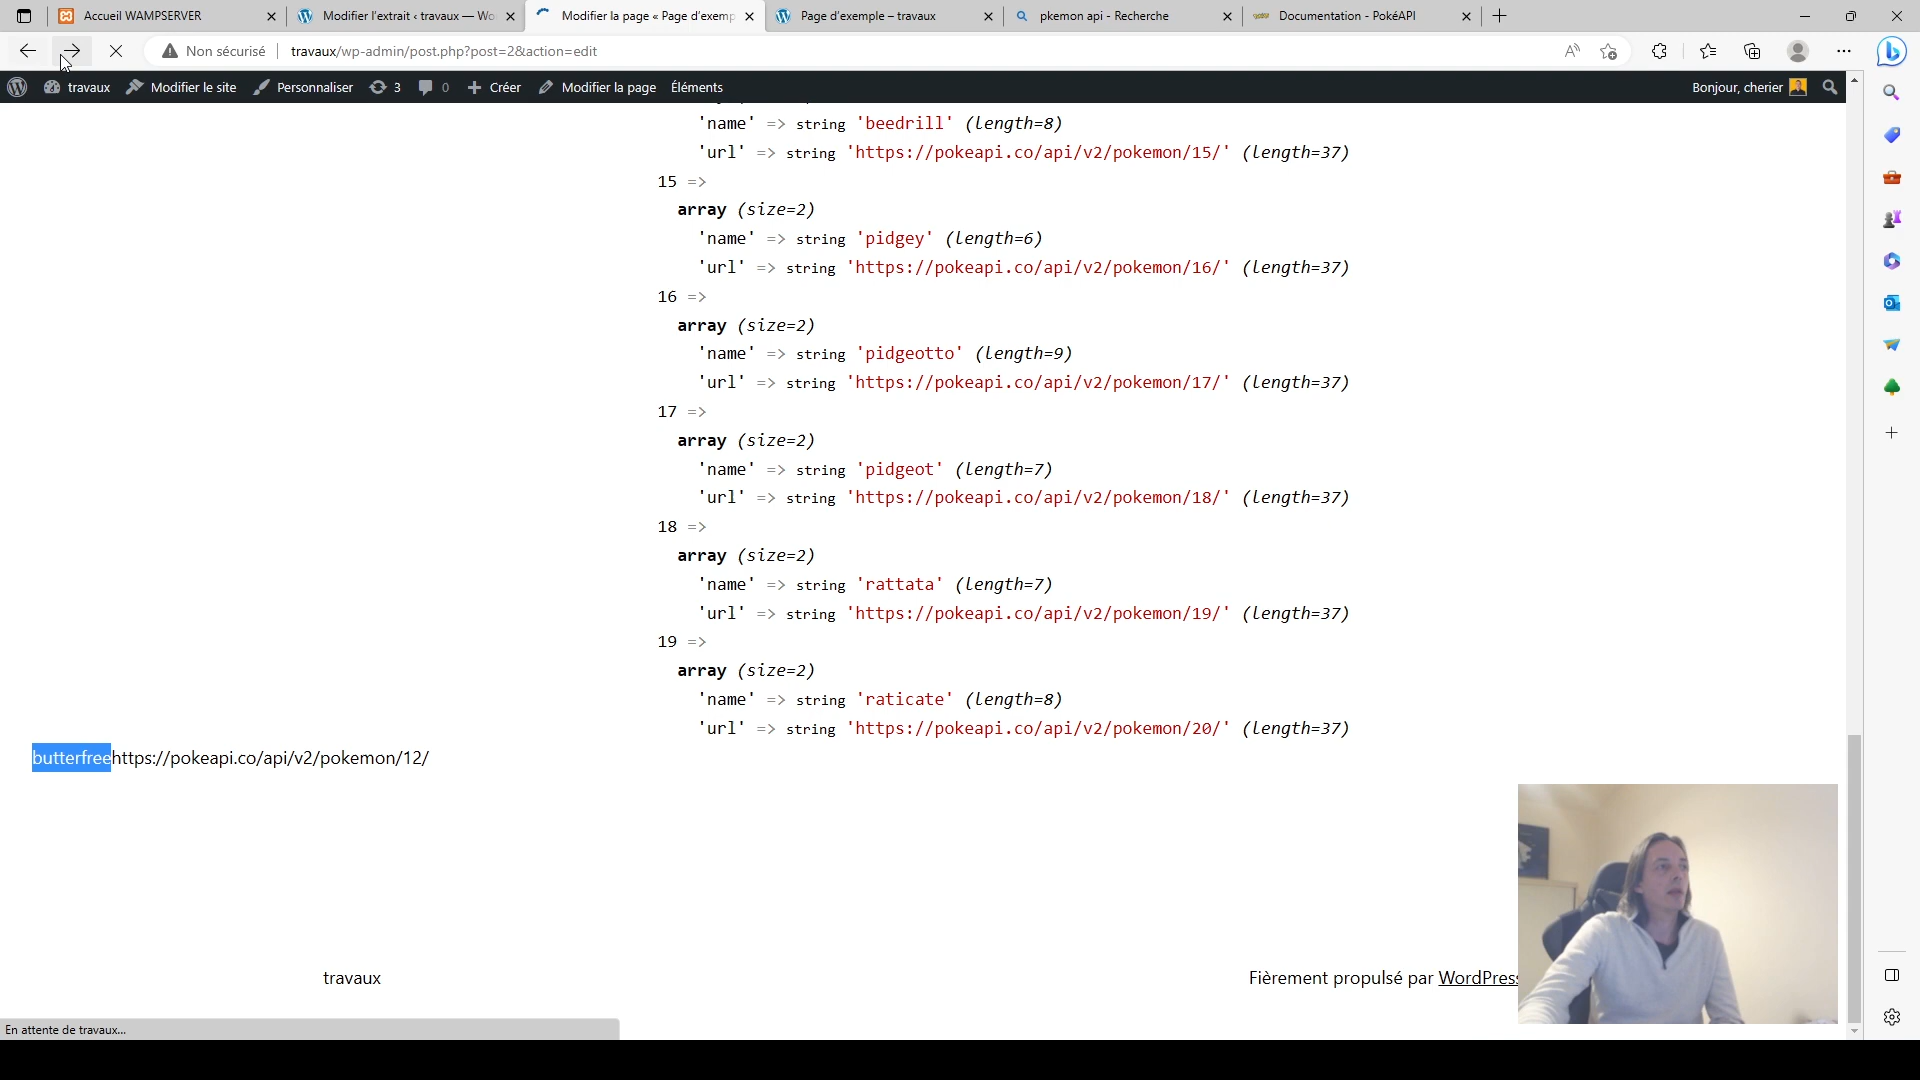 Accueil WAMPSERVER
Modifier l'extrait ‹ travaux — Wo
Modifier la page « Page d'exemp
Page d'exemple – travaux
pkemon api - Recherche
Documentation - PokéAPI
Non sécurisé
travaux/wp-admin/post.php?post=2&action=edit
travaux
Modifier le site
Personnaliser
3
0
Créer
Modifier la page
Éléments
Bonjour, cherier
'name' => string 'beedrill' (length=8)
'url' => string 'https://pokeapi.co/api/v2/pokemon/15/' (length=37)
15 =>
array (size=2)
'name' => string 'pidgey' (length=6)
'url' => string 'https://pokeapi.co/api/v2/pokemon/16/' (length=37)
16 =>
array (size=2)
'name' => string 'pidgeotto' (length=9)
'url' => string 'https://pokeapi.co/api/v2/pokemon/17/' (length=37)
17 =>
array (size=2)
'name' => string 'pidgeot' (length=7)
'url' => string 'https://pokeapi.co/api/v2/pokemon/18/' (length=37)
18 =>
array (size=2)
'name' => string 'rattata' (length=7)
'url' => string 'https://pokeapi.co/api/v2/pokemon/19/' (length=37)
19 =>
array (size=2)
'name' => string 'raticate' (length=8)
'url' => string 'https://pokeapi.co/api/v2/pokemon/20/' (length=37)
butterfreehttps://pokeapi.co/api/v2/pokemon/12/
travaux
Fièrement propulsé par WordPress
En attente de travaux...